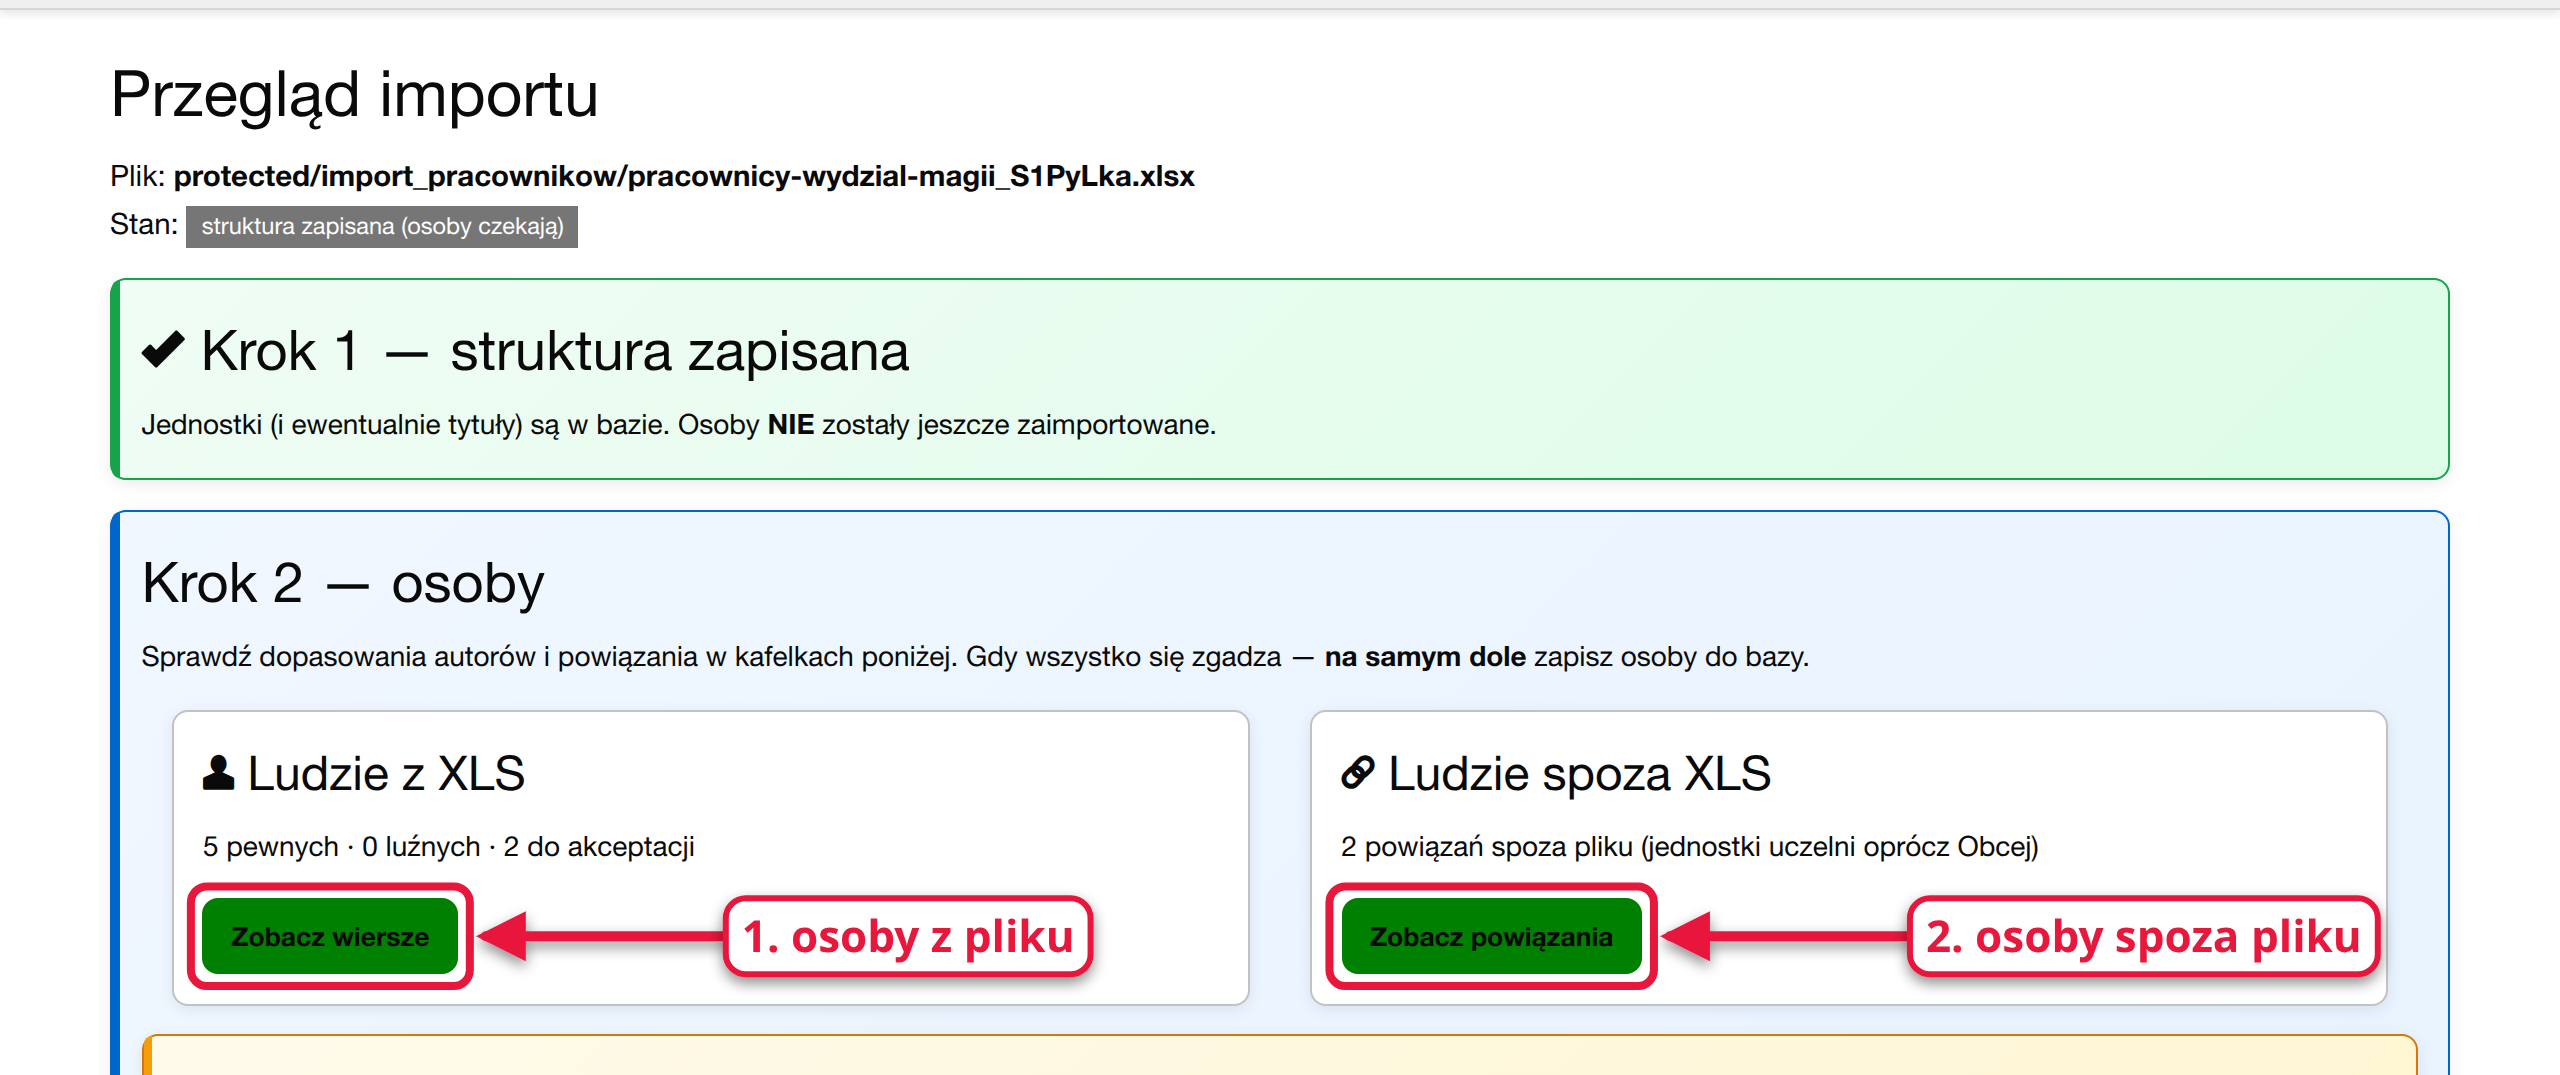 Przegląd importu
Plik: protected/import_pracownikow/pracownicy-wydzial-magii_S1PyLka.xlsx
Stan: struktura zapisana (osoby czekają)
Krok 1 — struktura zapisana
Jednostki (i ewentualnie tytuły) są w bazie. Osoby NIE zostały jeszcze zaimportowane.
Krok 2 — osoby
Sprawdź dopasowania autorów i powiązania w kafelkach poniżej. Gdy wszystko się zgadza — na samym dole zapisz osoby do bazy.
Ludzie z XLS
5 pewnych · 0 luźnych · 2 do akceptacji
Zobacz wiersze
1. osoby z pliku
Ludzie spoza XLS
2 powiązań spoza pliku (jednostki uczelni oprócz Obcej)
Zobacz powiązania
2. osoby spoza pliku